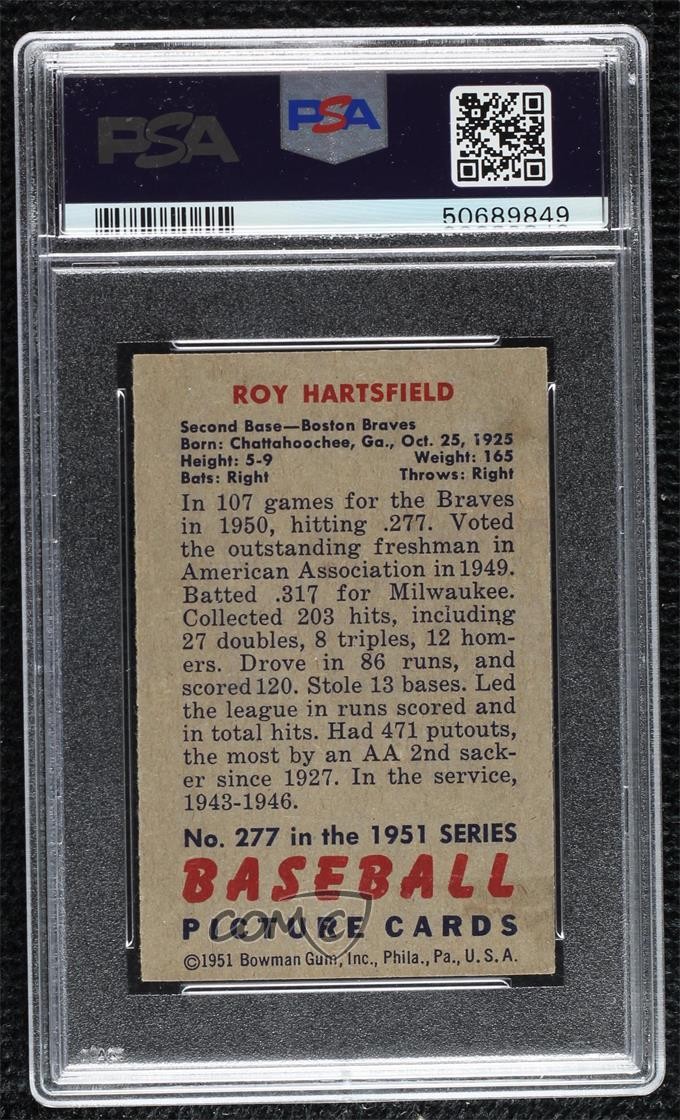 PSA
PSA
50689849
ROY HARTSFIELD
Second Base—Boston Braves
Born: Chattahoochee, Ga., Oct. 25, 1925
Height: 5-9 Weight: 165
Bats: Right Throws: Right
In 107 games for the Braves
in 1950, hitting .277. Voted
the outstanding freshman in
American Association in 1949.
Batted .317 for Milwaukee.
Collected 203 hits, including
27 doubles, 8 triples, 12 hom-
ers. Drove in 86 runs, and
scored 120. Stole 13 bases. Led
the league in runs scored and
in total hits. Had 471 putouts,
the most by an AA 2nd sack-
er since 1927. In the service,
1943-1946.
No. 277 in the 1951 SERIES
BASEBALL
PICTURE CARDS
COMC
©1951 Bowman Gum, Inc., Phila., Pa., U. S. A.